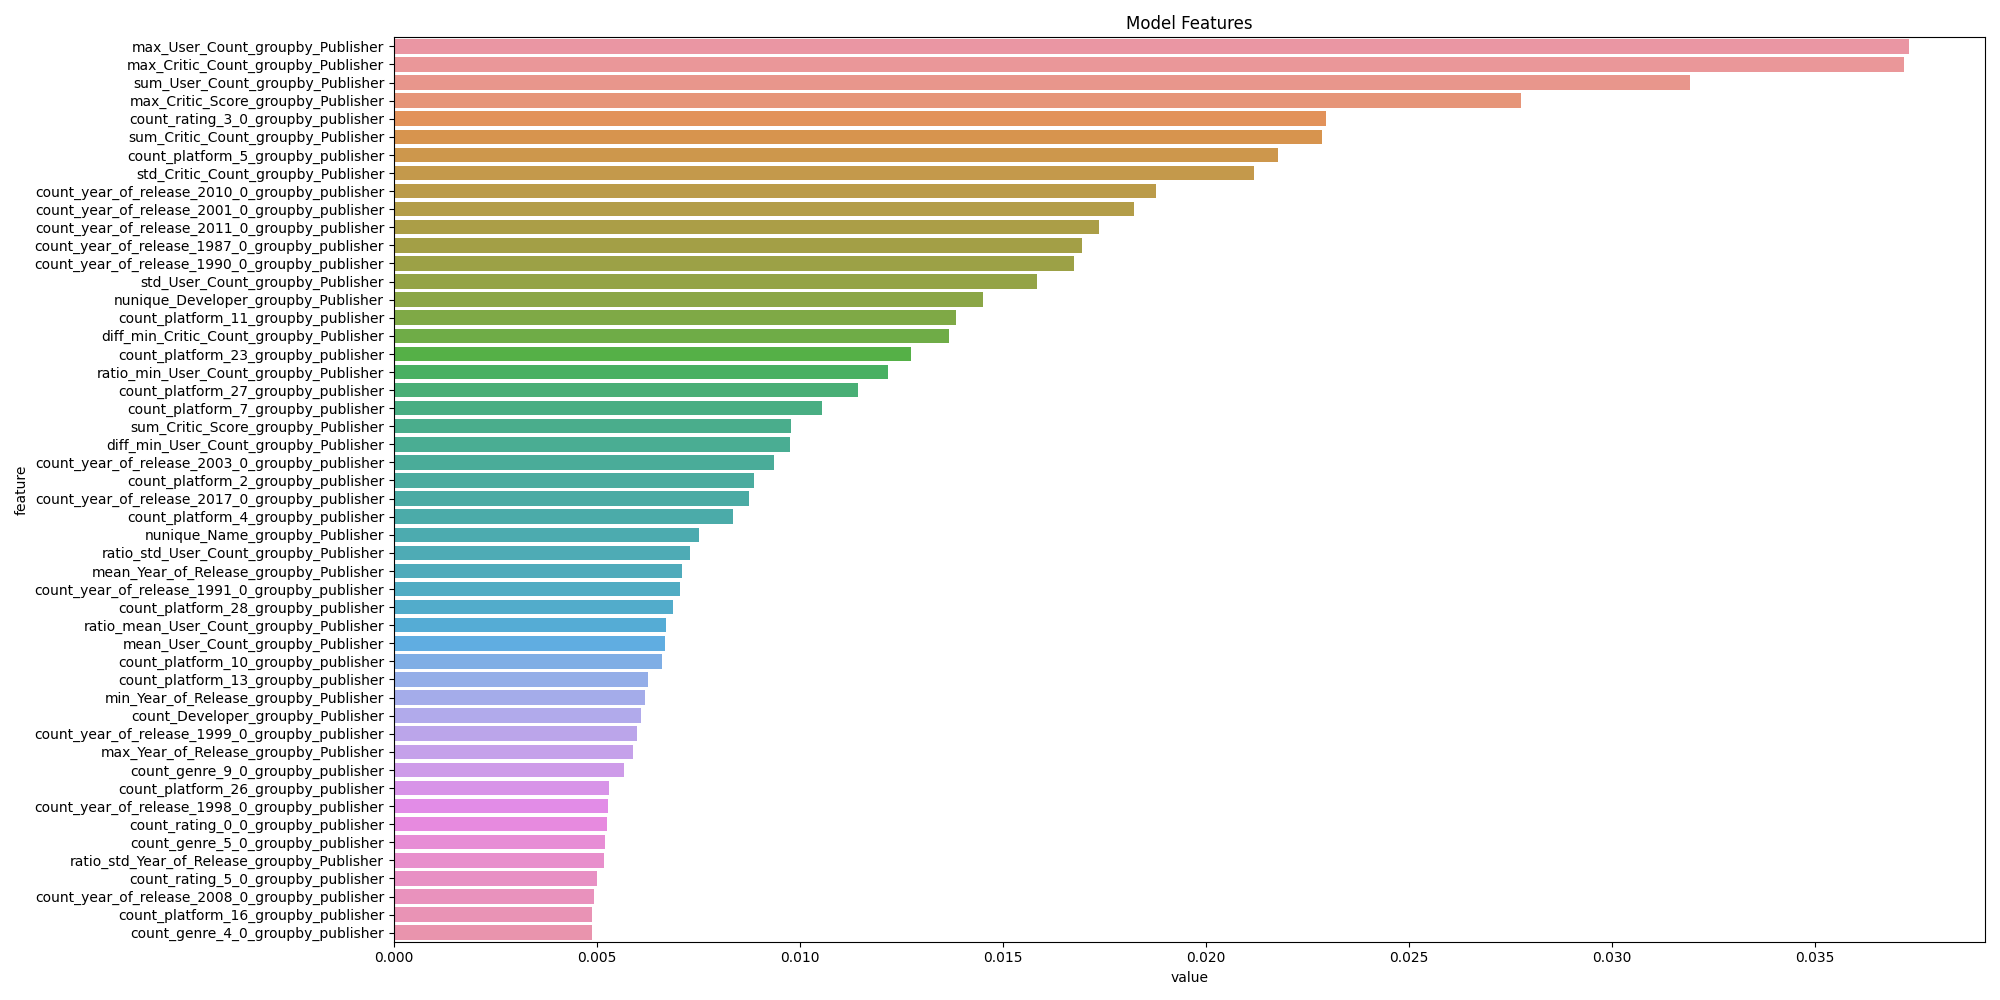 Model Features
max_User_Count_groupby_Publisher
max_Critic_Count_groupby_Publisher
sum_User_Count_groupby_Publisher
max_Critic_Score_groupby_Publisher
count_rating_3_0_groupby_publisher
sum_Critic_Count_groupby_Publisher
count_platform_5_groupby_publisher
std_Critic_Count_groupby_Publisher
count_year_of_release_2010_0_groupby_publisher
count_year_of_release_2001_0_groupby_publisher
count_year_of_release_2011_0_groupby_publisher
count_year_of_release_1987_0_groupby_publisher
count_year_of_release_1990_0_groupby_publisher
std_User_Count_groupby_Publisher
nunique_Developer_groupby_Publisher
count_platform_11_groupby_publisher
diff_min_Critic_Count_groupby_Publisher
count_platform_23_groupby_publisher
ratio_min_User_Count_groupby_Publisher
count_platform_27_groupby_publisher
count_platform_7_groupby_publisher
sum_Critic_Score_groupby_Publisher
diff_min_User_Count_groupby_Publisher
count_year_of_release_2003_0_groupby_publisher
count_platform_2_groupby_publisher
count_year_of_release_2017_0_groupby_publisher
count_platform_4_groupby_publisher
nunique_Name_groupby_Publisher
ratio_std_User_Count_groupby_Publisher
mean_Year_of_Release_groupby_Publisher
count_year_of_release_1991_0_groupby_publisher
count_platform_28_groupby_publisher
ratio_mean_User_Count_groupby_Publisher
mean_User_Count_groupby_Publisher
count_platform_10_groupby_publisher
count_platform_13_groupby_publisher
min_Year_of_Release_groupby_Publisher
count_Developer_groupby_Publisher
count_year_of_release_1999_0_groupby_publisher
max_Year_of_Release_groupby_Publisher
count_genre_9_0_groupby_publisher
count_platform_26_groupby_publisher
count_year_of_release_1998_0_groupby_publisher
count_rating_0_0_groupby_publisher
count_genre_5_0_groupby_publisher
ratio_std_Year_of_Release_groupby_Publisher
count_rating_5_0_groupby_publisher
count_year_of_release_2008_0_groupby_publisher
count_platform_16_groupby_publisher
count_genre_4_0_groupby_publisher
feature
0.000 0.005 0.010 0.015 0.020 0.025 0.030 0.035
value